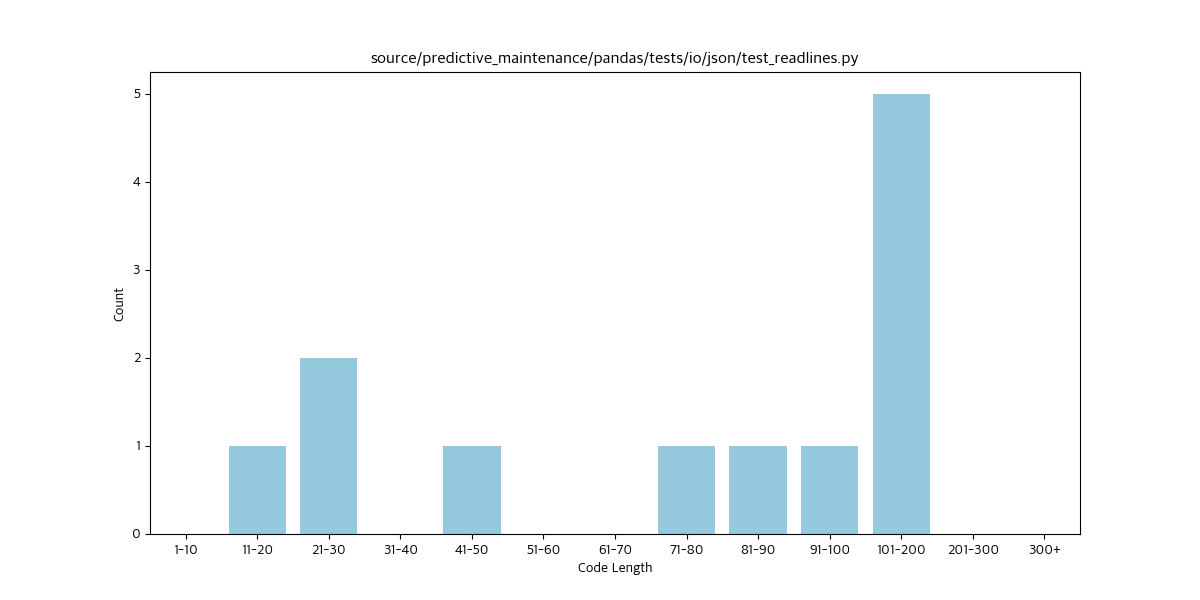 source/predictive_maintenance/pandas/tests/io/json/test_readlines.py
5
4
3
2
1
0
Count
1-10 11-20 21-30 31-40 41-50 51-60 61-70 71-80 81-90 91-100 101-200 201-300 300+
Code Length